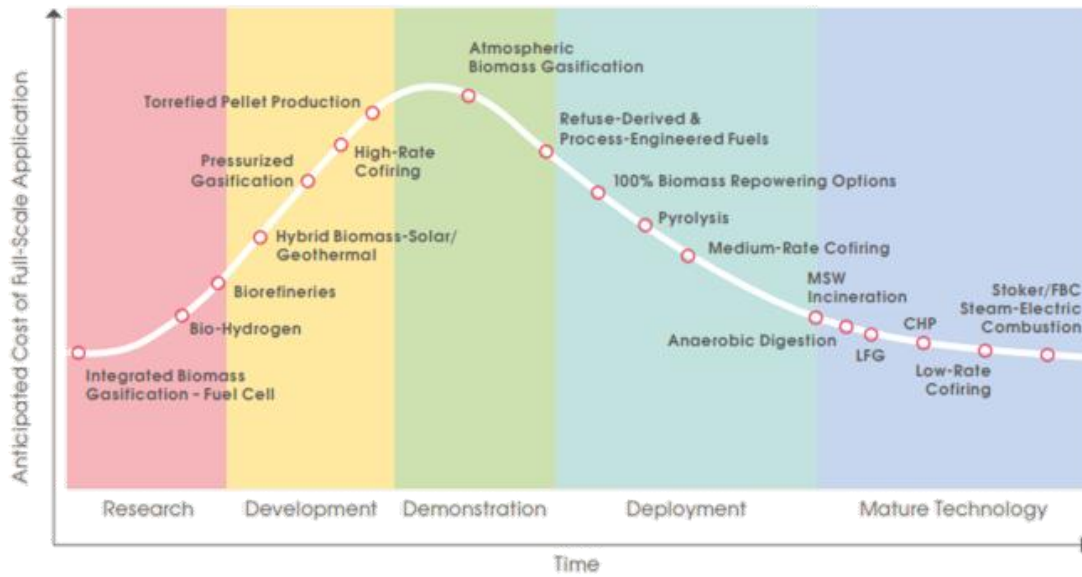 Anticipated Cost of Full-Scale Application
Atmospheric
Biomass Gasification
Torrefied Pellet Production
Refuse-Derived &
Process-Engineered Fuels
High-Rate
Cofiring
Pressurized
Gasification
100% Biomass Repowering Options
Pyrolysis
Hybrid Biomass-Solar/
Geothermal
Medium-Rate Cofiring
Biorefineries
MSW
Incineration
Stoker/FBC
Steam-Electric
Combustion
Bio-Hydrogen
CHP
Anaerobic Digestion
LFG
Low-Rate
Cofiring
Integrated Biomass
Gasification - Fuel Cell
Research
Development
Demonstration
Deployment
Mature Technology
Time